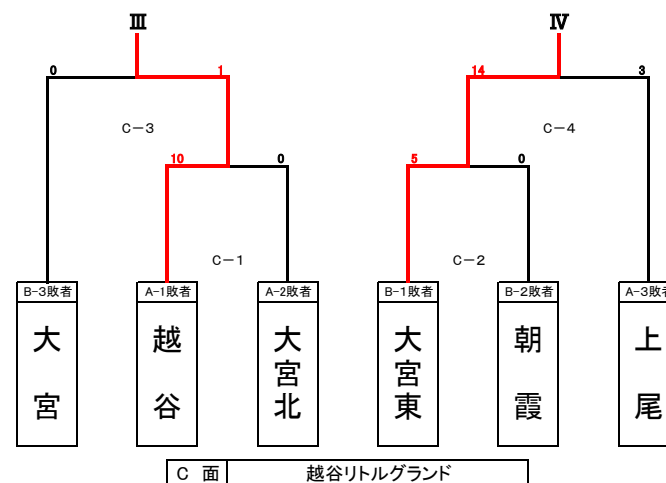 Ⅲ Ⅳ
0 1 14 3
C－3 C－4
10 0 5 0
C－1 C－2
B-3敗者 A-1敗者 A-2敗者 B-1敗者 B-2敗者 A-3敗者
大宮 越谷 大宮北 大宮東 朝霞 上尾
C 面 越谷リトルグランド